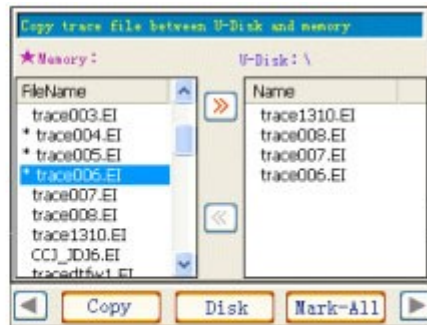 Copy trace file between U-Disk and memory
★Memory:
U-Disk:\
FileName
trace003.EI
* trace004.EI
* trace005.EI
* trace006.EI
trace007.EI
trace008.EI
trace1310.EI
CCJ_JDJ6.EI
tracedtfw1.EI
Name
trace1310.EI
trace008.EI
trace007.EI
trace006.EI
Copy
Disk
Mark-All